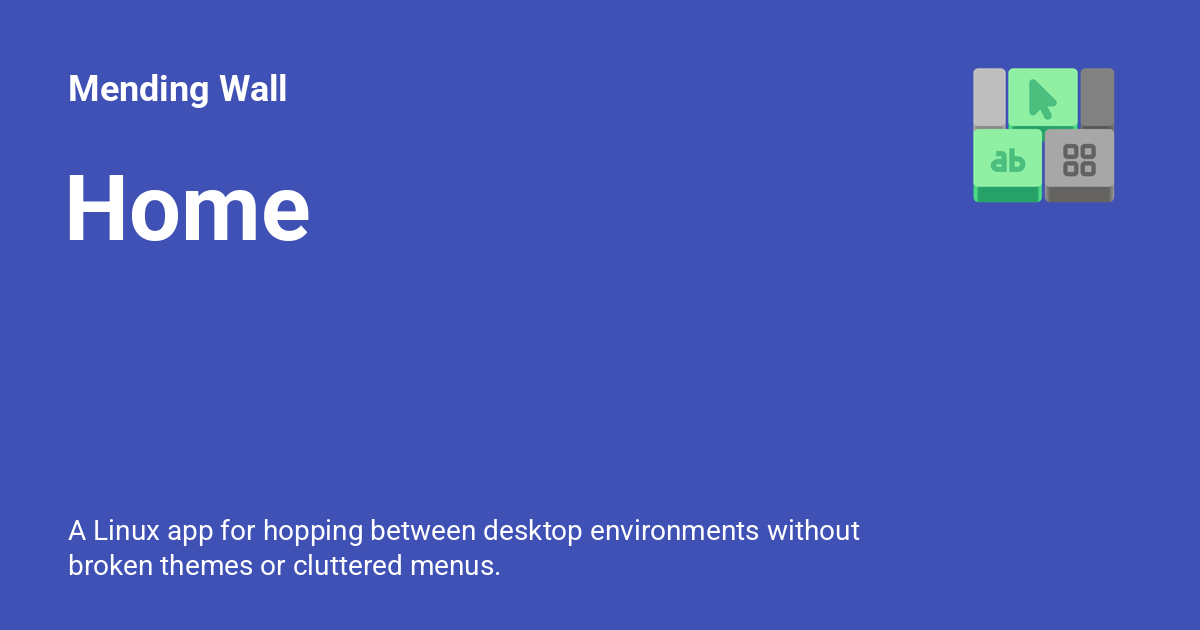 Mending Wall
Home
ab
A Linux app for hopping between desktop environments without
broken themes or cluttered menus.